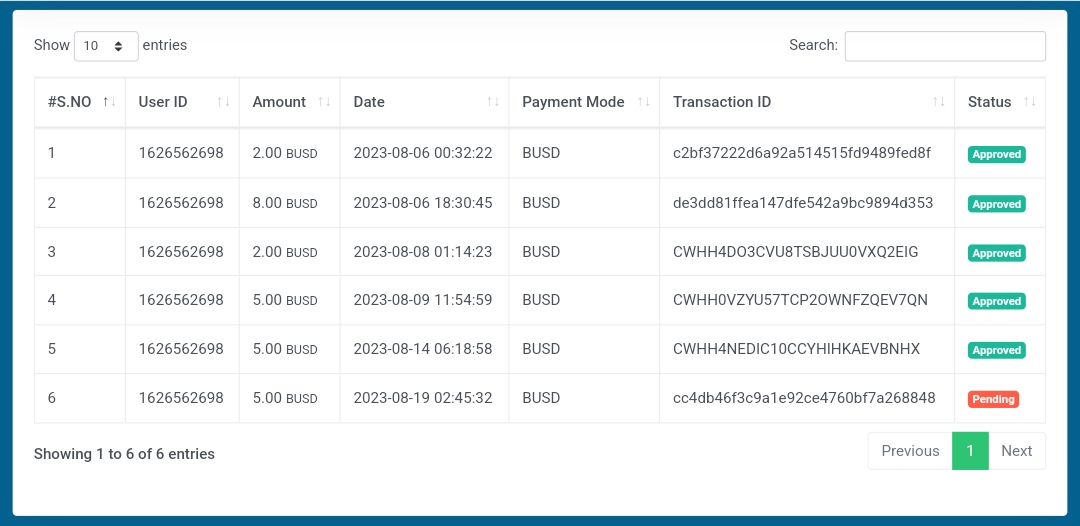 Show 10 entries Search:
#S.NO User ID Amount Date Payment Mode Transaction ID Status
1 1626562698 2.00 BUSD 2023-08-06 00:32:22 BUSD c2bf37222d6a92a514515fd9489fed8f Approved
2 1626562698 8.00 BUSD 2023-08-06 18:30:45 BUSD de3dd81ffea147dfe542a9bc9894d353 Approved
3 1626562698 2.00 BUSD 2023-08-08 01:14:23 BUSD CWHH4DO3CVU8TSBJUU0VXQ2EIG Approved
4 1626562698 5.00 BUSD 2023-08-09 11:54:59 BUSD CWHH0VZYU57TCP2OWNFZQEV7QN Approved
5 1626562698 5.00 BUSD 2023-08-14 06:18:58 BUSD CWHH4NEDIC10CCYHIHKAEVBNHX Approved
6 1626562698 5.00 BUSD 2023-08-19 02:45:32 BUSD cc4db46f3c9a1e92ce4760bf7a268848 Pending
Showing 1 to 6 of 6 entries Previous 1 Next